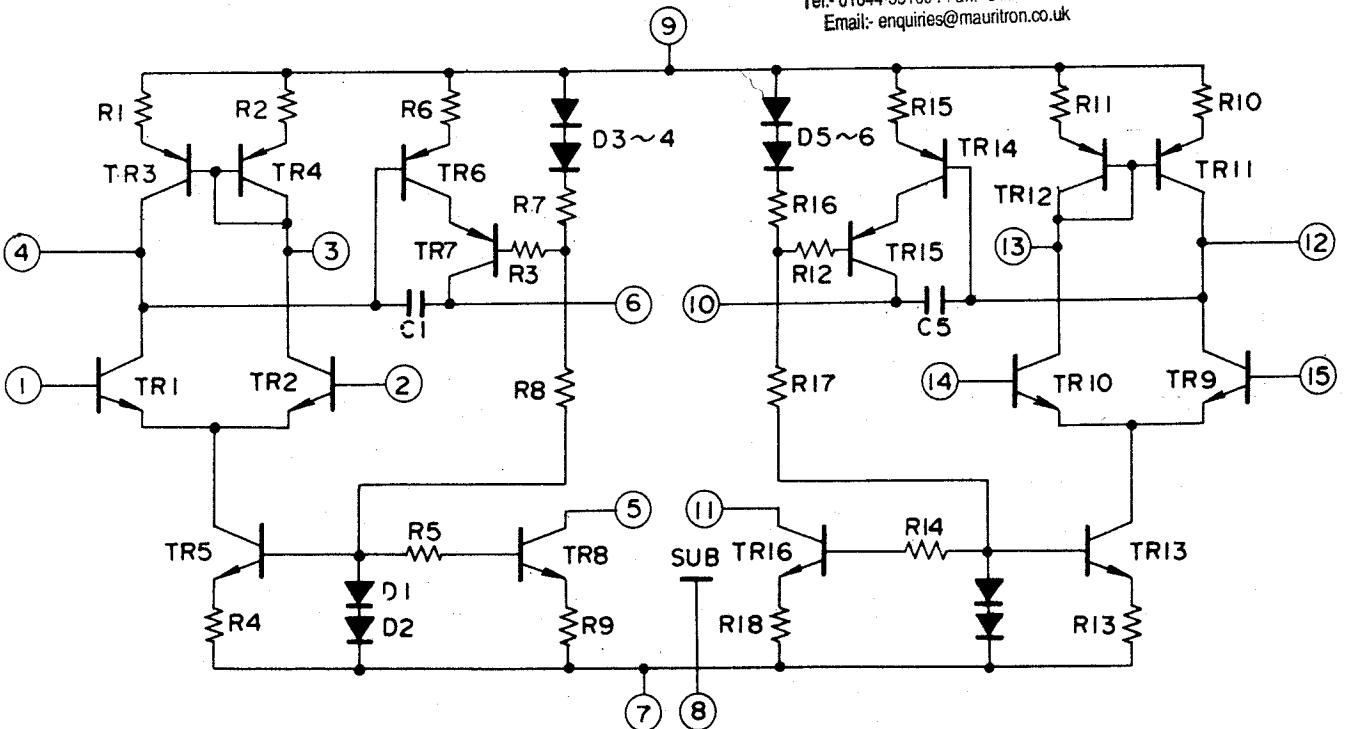 Email:- enquiries@mauritron.co.uk
9
R1
R2
R6
D3~4
D5~6
R15
R11
R10
TR3
TR4
TR6
TR14
TR12
TR11
R7
R16
4
3
TR7
R3
R12
TR15
13
12
C1
6
10
C5
1
TR1
TR2
2
R8
R17
14
TR10
TR9
15
TR5
R5
5
TR8
11
SUB
TR16
R14
TR13
R4
D1
D2
R9
R18
R13
7
8